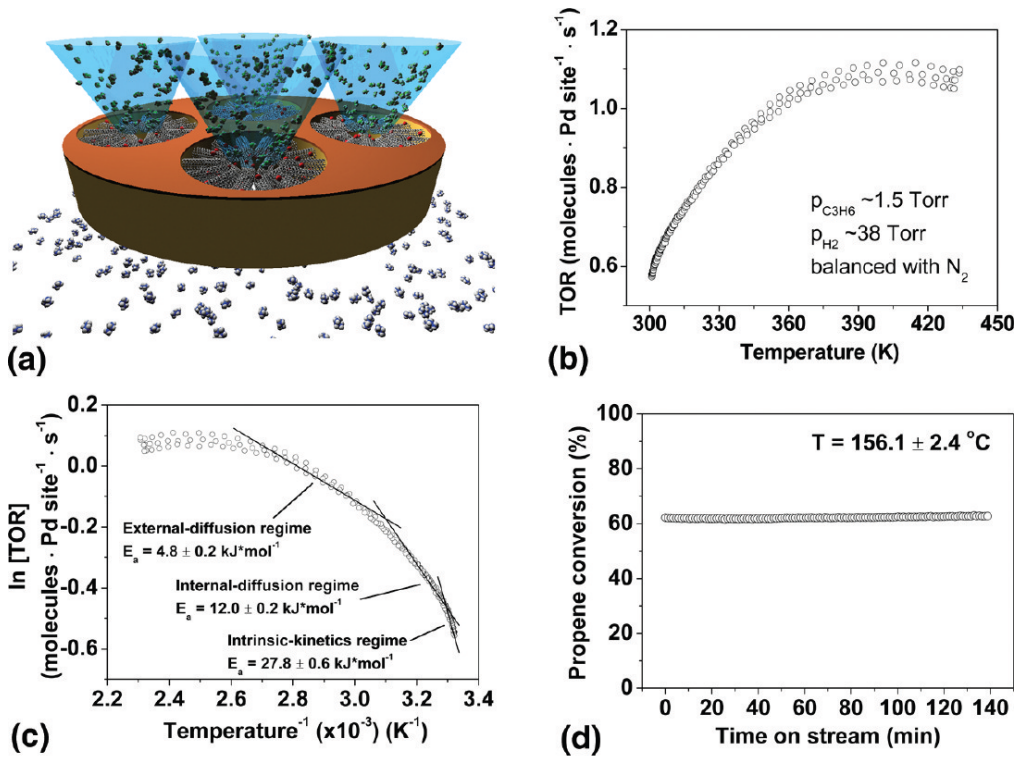 (a)
TOR (molecules · Pd site⁻¹ · s⁻¹)
1.2
1.0
0.8
0.6
p_C3H6 ~1.5 Torr
p_H2 ~38 Torr
balanced with N₂
300 330 360 390 420 450
Temperature (K)
(b)
ln [TOR]
(molecules · Pd site⁻¹ · s⁻¹)
0.2
0.0
-0.2
-0.4
-0.6
External-diffusion regime
Eₐ = 4.8 ± 0.2 kJ*mol⁻¹
Internal-diffusion regime
Eₐ = 12.0 ± 0.2 kJ*mol⁻¹
Intrinsic-kinetics regime
Eₐ = 27.8 ± 0.6 kJ*mol⁻¹
2.2 2.4 2.6 2.8 3.0 3.2 3.4
Temperature⁻¹ (x10⁻³) (K⁻¹)
(c)
Propene conversion (%)
100
80
60
40
20
0
T = 156.1 ± 2.4 °C
0 20 40 60 80 100 120 140
Time on stream (min)
(d)